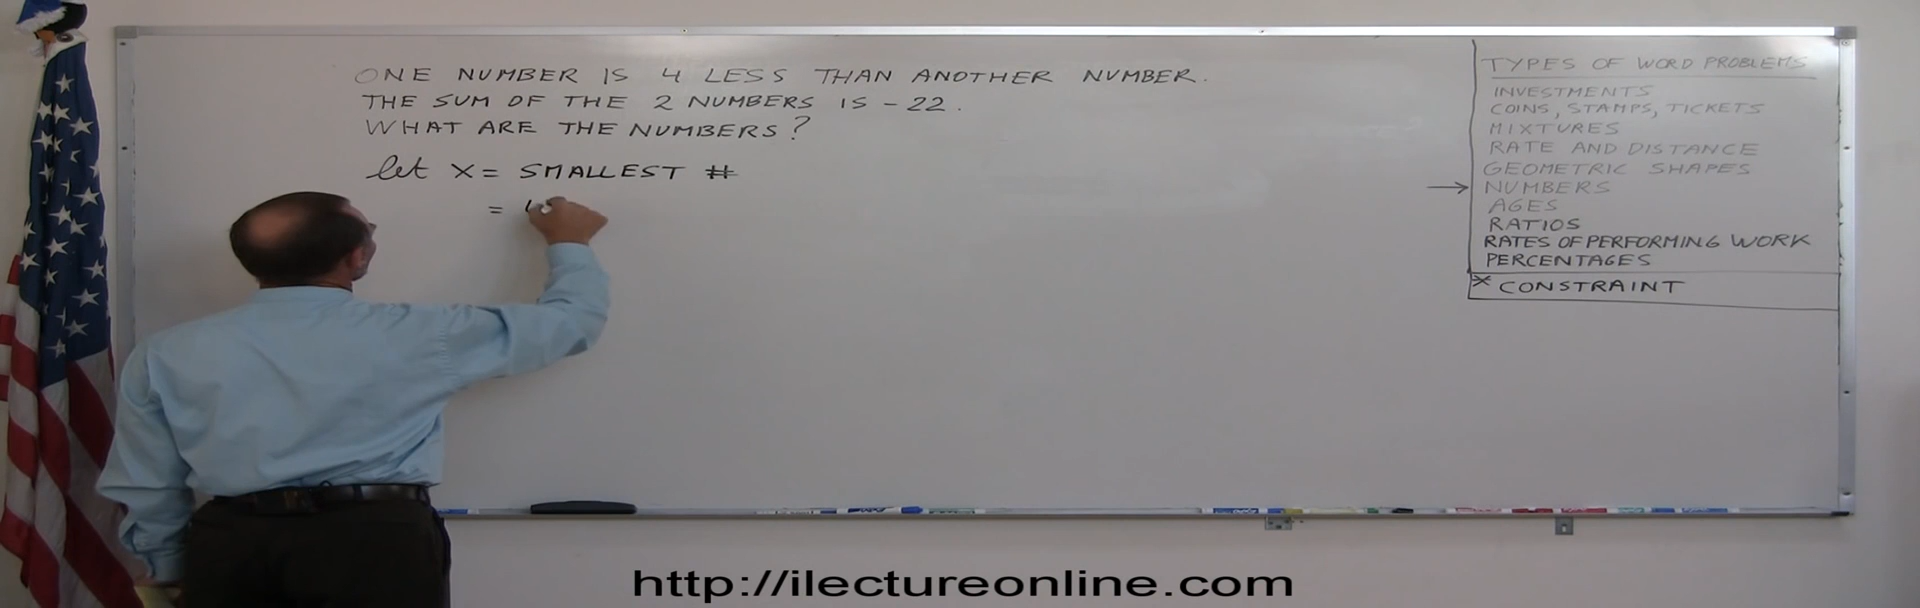 ONE NUMBER IS 4 LESS THAN ANOTHER NUMBER.
THE SUM OF THE 2 NUMBERS IS -22.
WHAT ARE THE NUMBERS?
let X = SMALLEST #
=
TYPES OF WORD PROBLEMS
INVESTMENTS
COINS, STAMPS, TICKETS
MIXTURES
RATE AND DISTANCE
GEOMETRIC SHAPES
→ NUMBERS
AGES
RATIOS
RATES OF PERFORMING WORK
PERCENTAGES
* CONSTRAINT
http://ilectureonline.com